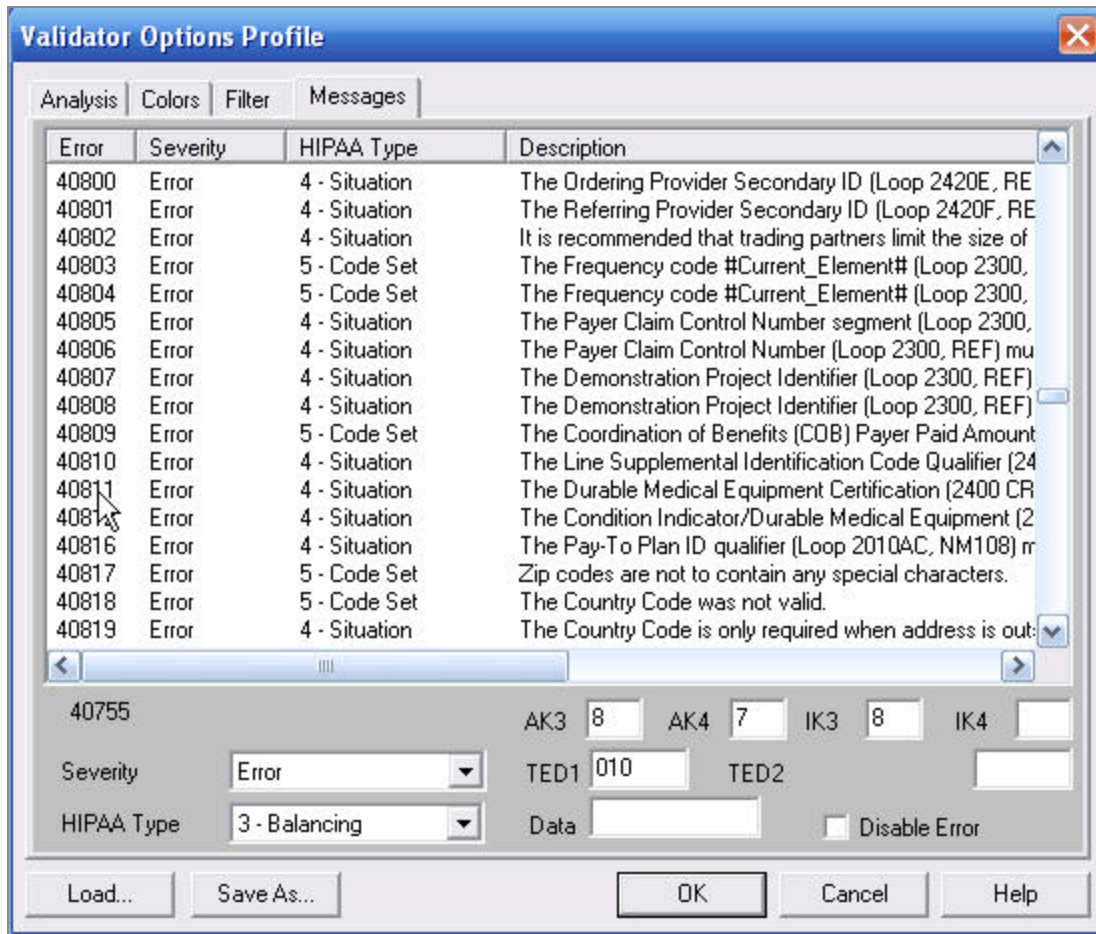 Validator Options Profile
Analysis Colors Filter Messages
Error Severity HIPAA Type Description
40800 Error 4 - Situation The Ordering Provider Secondary ID (Loop 2420E, RE
40801 Error 4 - Situation The Referring Provider Secondary ID (Loop 2420F, RE
40802 Error 4 - Situation It is recommended that trading partners limit the size of
40803 Error 5 - Code Set The Frequency code #Current_Element# (Loop 2300,
40804 Error 5 - Code Set The Frequency code #Current_Element# (Loop 2300,
40805 Error 4 - Situation The Payer Claim Control Number segment (Loop 2300,
40806 Error 4 - Situation The Payer Claim Control Number (Loop 2300, REF) mu
40807 Error 4 - Situation The Demonstration Project Identifier (Loop 2300, REF)
40808 Error 4 - Situation The Demonstration Project Identifier (Loop 2300, REF)
40809 Error 5 - Code Set The Coordination of Benefits (COB) Payer Paid Amount
40810 Error 4 - Situation The Line Supplemental Identification Code Qualifier (24
40811 Error 4 - Situation The Durable Medical Equipment Certification (2400 CR
Error 4 - Situation The Condition Indicator/Durable Medical Equipment (2
40816 Error 4 - Situation The Pay-To Plan ID qualifier (Loop 2010AC, NM108) m
40817 Error 5 - Code Set Zip codes are not to contain any special characters.
40818 Error 5 - Code Set The Country Code was not valid.
40819 Error 4 - Situation The Country Code is only required when address is out:
40755 AK3 8 AK4 7 IK3 8 IK4
Severity Error TED1 010 TED2
HIPAA Type 3 - Balancing Data Disable Error
Load... Save As... OK Cancel Help